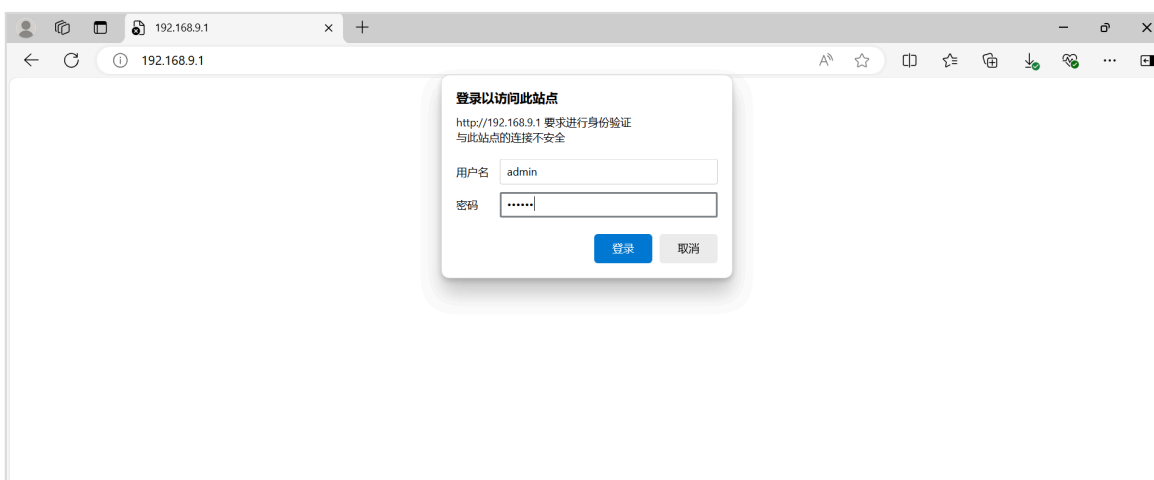 192.168.9.1
192.168.9.1
登录以访问此站点
http://192.168.9.1 要求进行身份验证
与此站点的连接不安全
用户名 admin
密码 ••••••
登录 取消